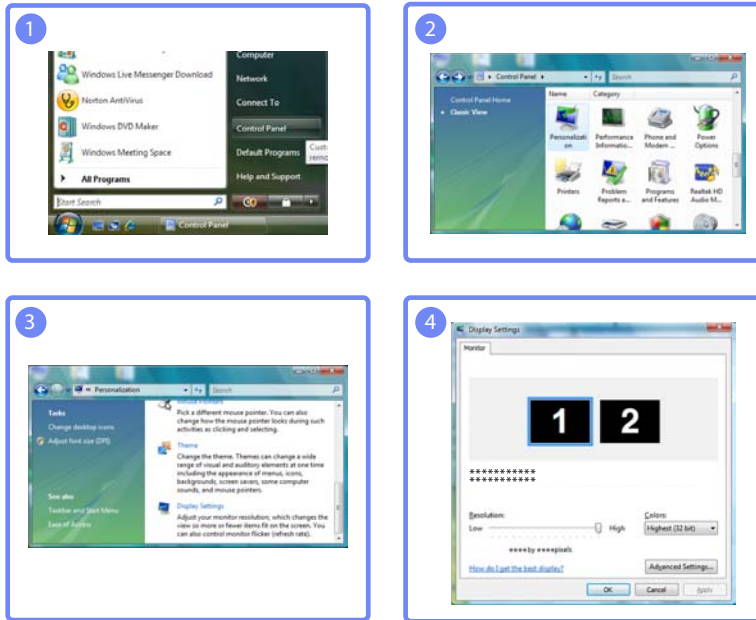 1
Computer
Windows Live Messenger Download
Network
Norton AntiVirus
Connect To
Windows DVD Maker
Control Panel
Windows Meeting Space
Default Programs
All Programs
Help and Support
Start Search
Control Panel
2
Control Panel
Search
Control Panel Home
Classic View
Name
Category
Personalizati
on
Performance
Informatio...
Phone and
Modem ...
Power
Options
Printers
Problem
Reports a...
Programs
and Features
Realtek HD
Audio M...
3
Personalization
Search
Tasks
Change desktop icons
Adjust font size (DPI)
See also
Taskbar and Start Menu
Ease of Access
Mouse Pointers
Pick a different mouse pointer. You can also
change how the mouse pointer looks during such
activities as clicking and selecting.
Theme
Change the theme. Themes can change a wide
range of visual and auditory elements at one time
including the appearance of menus, icons,
backgrounds, screen savers, some computer
sounds, and mouse pointers.
Display Settings
Adjust your monitor resolution, which changes the
view so more or fewer items fit on the screen. You
can also control monitor flicker (refresh rate).
4
Display Settings
Monitor
1
2
***********
***********
Resolution:
Low
High
Colors:
Highest (32 bit)
**** by **** pixels
How do I get the best display?
Advanced Settings...
OK
Cancel
Apply